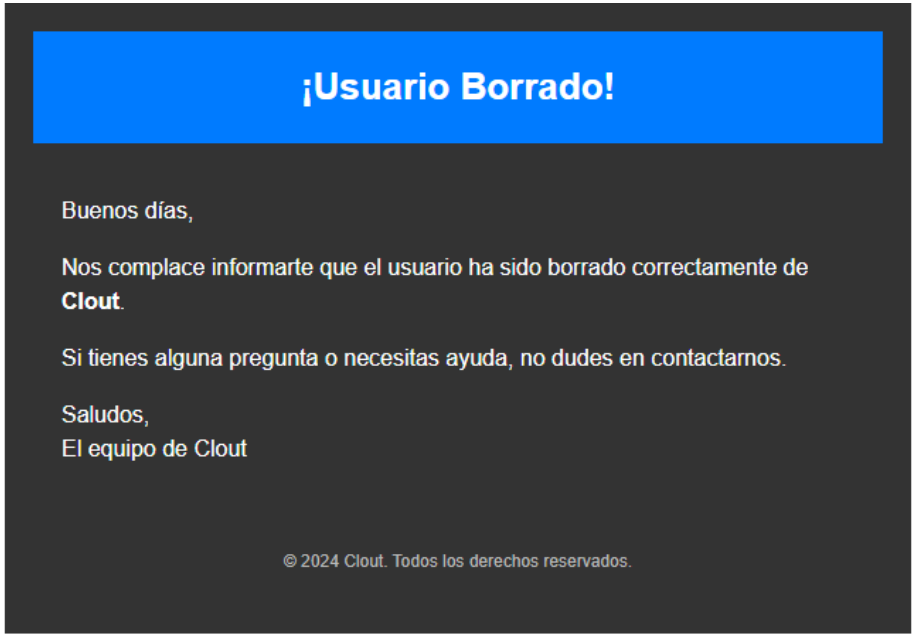 ¡Usuario Borrado!
Buenos días,
Nos complace informarte que el usuario ha sido borrado correctamente de
Clout.
Si tienes alguna pregunta o necesitas ayuda, no dudes en contactarnos.
Saludos,
El equipo de Clout
© 2024 Clout. Todos los derechos reservados.